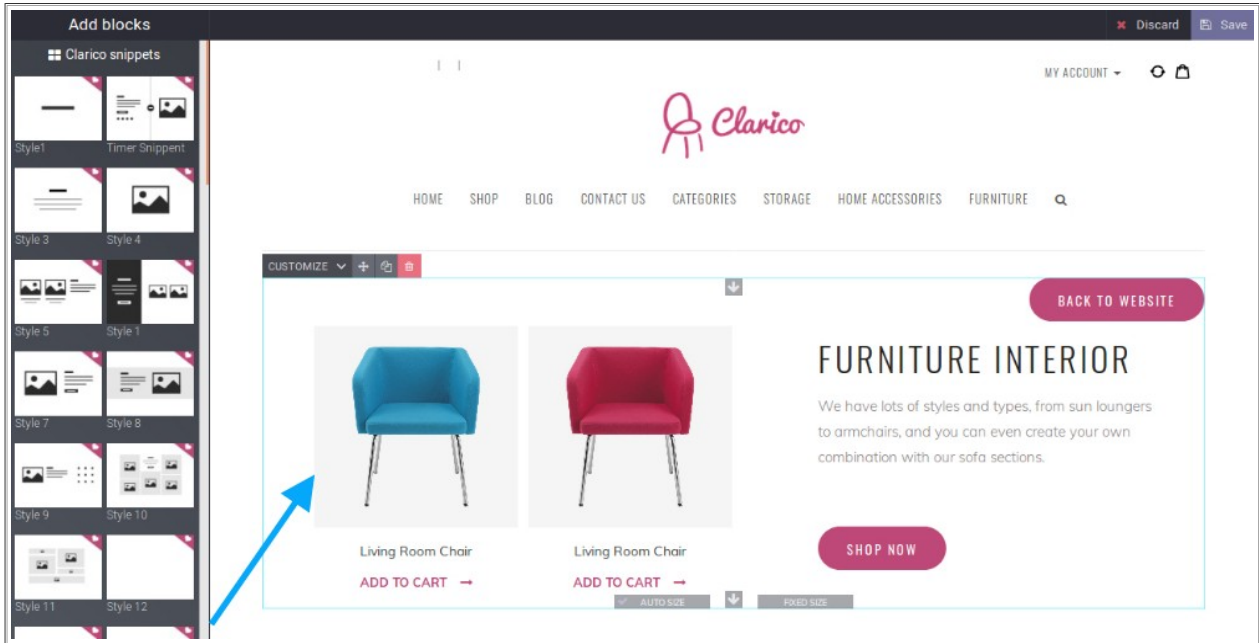 Add blocks
Discard
Save
Clarico snippets
Style1
Timer Snippent
Style 3
Style 4
Style 5
Style 1
Style 7
Style 8
Style 9
Style 10
Style 11
Style 12
MY ACCOUNT
Clarico
HOME SHOP BLOG CONTACT US CATEGORIES STORAGE HOME ACCESSORIES FURNITURE
CUSTOMIZE
BACK TO WEBSITE
FURNITURE INTERIOR
We have lots of styles and types, from sun loungers
to armchairs, and you can even create your own
combination with our sofa sections.
SHOP NOW
Living Room Chair
ADD TO CART →
Living Room Chair
ADD TO CART →
AUTO SIZE
FIXED SIZE